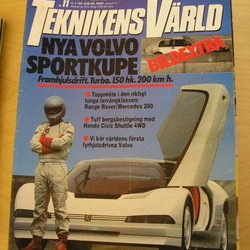 TEKNIKENS VÄRLD
NYA VOLVO
SPORTKUPE
BILDEXTRA
Framhjulsdrift. Turbo. 150 hk. 200 km/h.
• Toppmöte i den riktigt
tunga terrängklassen:
Range Rover/Mercedes 280
• Tuff bergsbestigning med
Honda Civic Shuttle 4WD
• Vi kör världens första
fyrhjulsdrivna Volvo